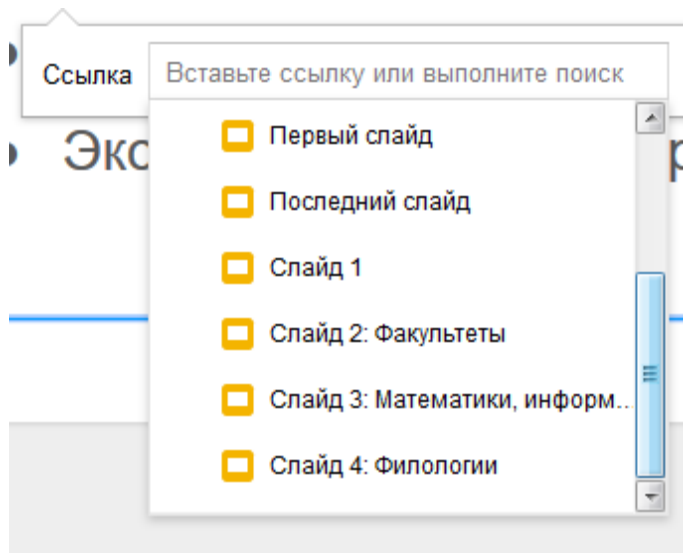 Ссылка Вставьте ссылку или выполните поиск
Первый слайд
Эко
Последний слайд
Слайд 1
Слайд 2: Факультеты
Слайд 3: Математики, информ...
Слайд 4: Филологии